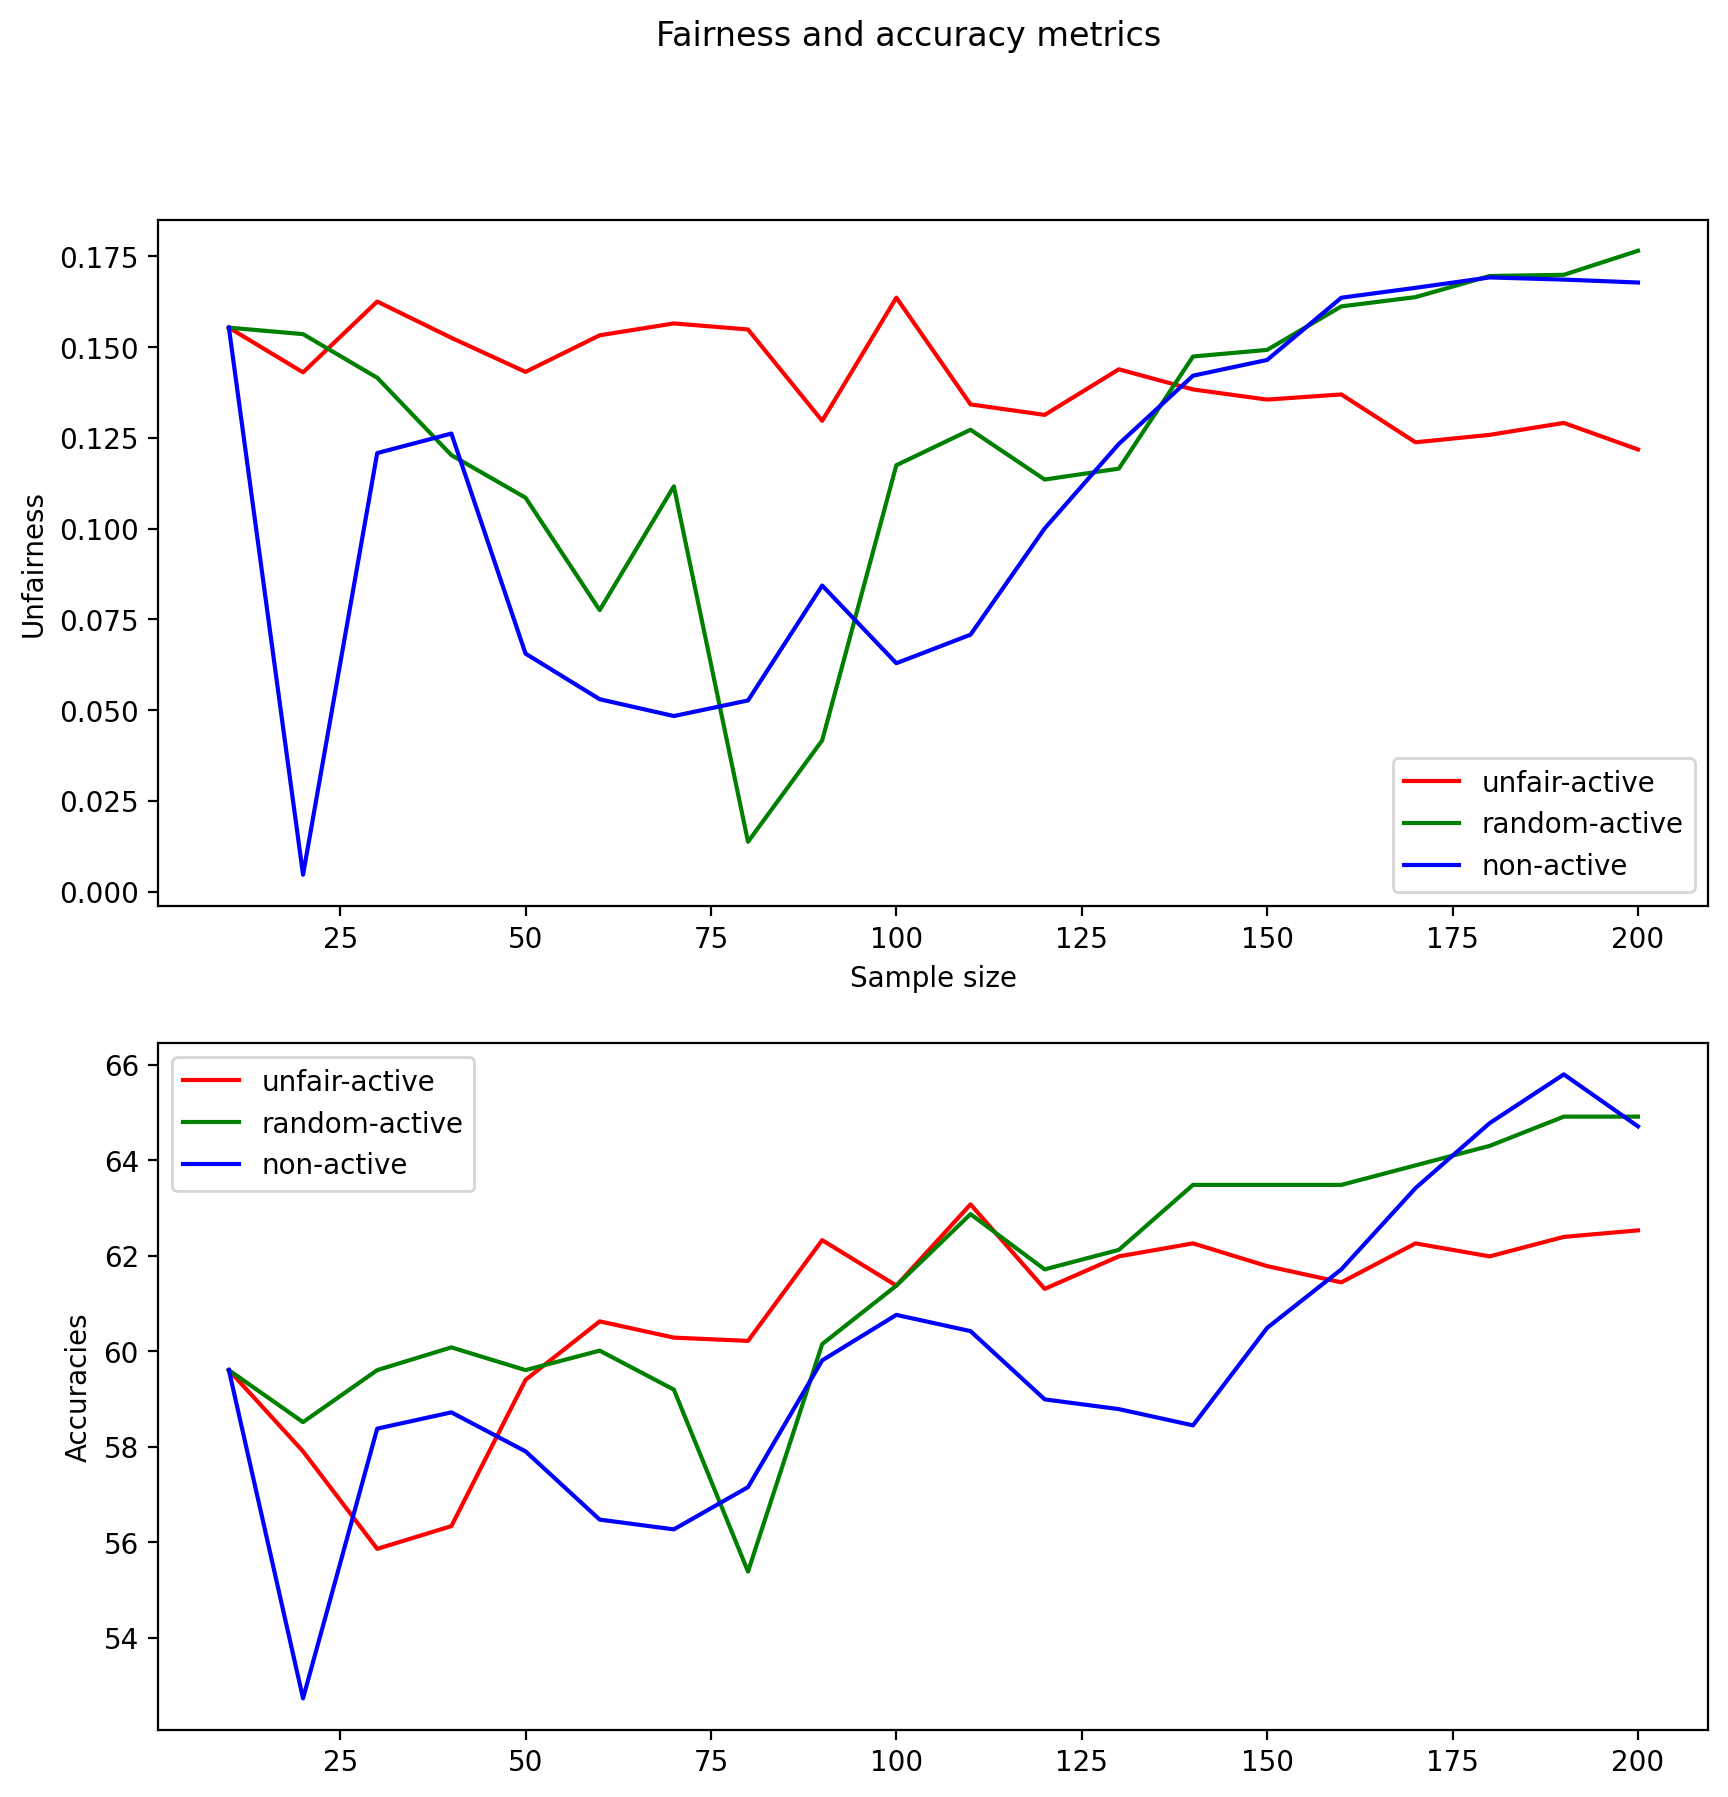 Fairness and accuracy metrics
0.175
0.150
0.125
0.100
0.075
0.050
0.025
0.000
Unfairness
unfair-active
random-active
non-active
25 50 75 100 125 150 175 200
Sample size
66
64
62
60
58
56
54
Accuracies
unfair-active
random-active
non-active
25 50 75 100 125 150 175 200